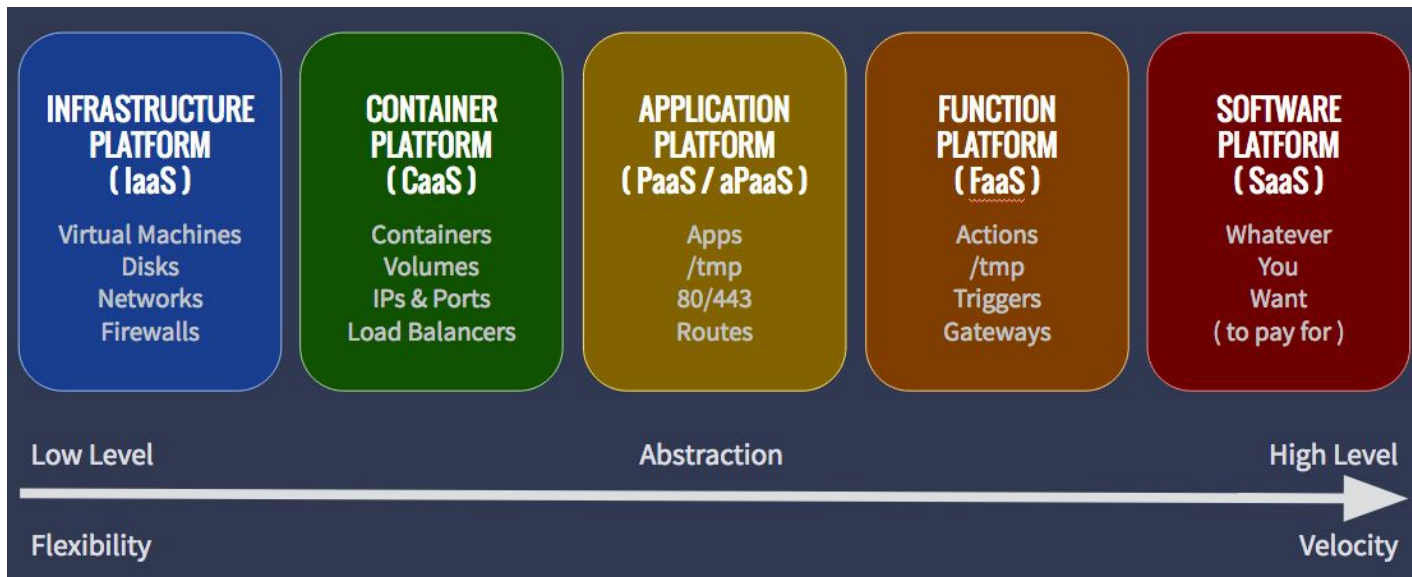 INFRASTRUCTURE
PLATFORM
( IaaS )
Virtual Machines
Disks
Networks
Firewalls
CONTAINER
PLATFORM
( CaaS )
Containers
Volumes
IPs & Ports
Load Balancers
APPLICATION
PLATFORM
( PaaS / aPaaS )
Apps
/tmp
80/443
Routes
FUNCTION
PLATFORM
( FaaS )
Actions
/tmp
Triggers
Gateways
SOFTWARE
PLATFORM
( SaaS )
Whatever
You
Want
( to pay for )
Low Level
Abstraction
High Level
Flexibility
Velocity